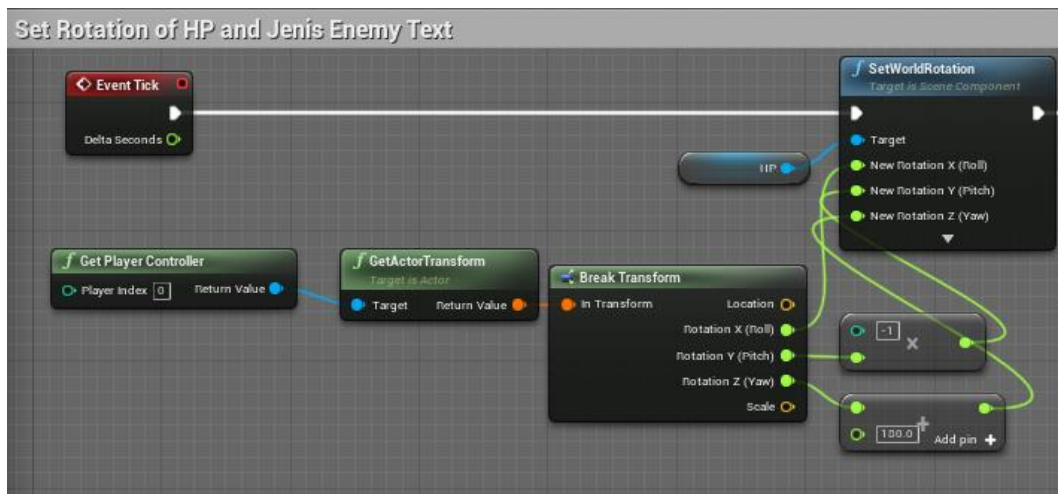 Set Rotation of HP and Jenis Enemy Text
Event Tick
Delta Seconds
SetWorldRotation
Target is Scene Component
Target
New Rotation X (Roll)
New Rotation Y (Pitch)
New Rotation Z (Yaw)
HP
Get Player Controller
Player Index 0 Return Value
GetActorTransform
Target is Actor
Target Return Value
Break Transform
In Transform Location
Rotation X (Roll)
Rotation Y (Pitch)
Rotation Z (Yaw)
Scale
-1 ×
180.0 + Add pin +